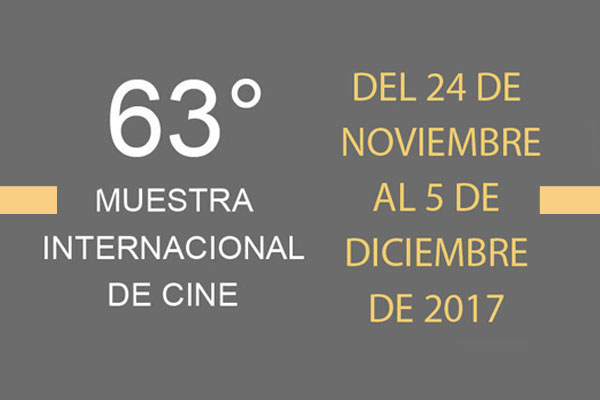 63°
MUESTRA
INTERNACIONAL
DE CINE
DEL 24 DE
NOVIEMBRE
AL 5 DE
DICIEMBRE
DE 2017